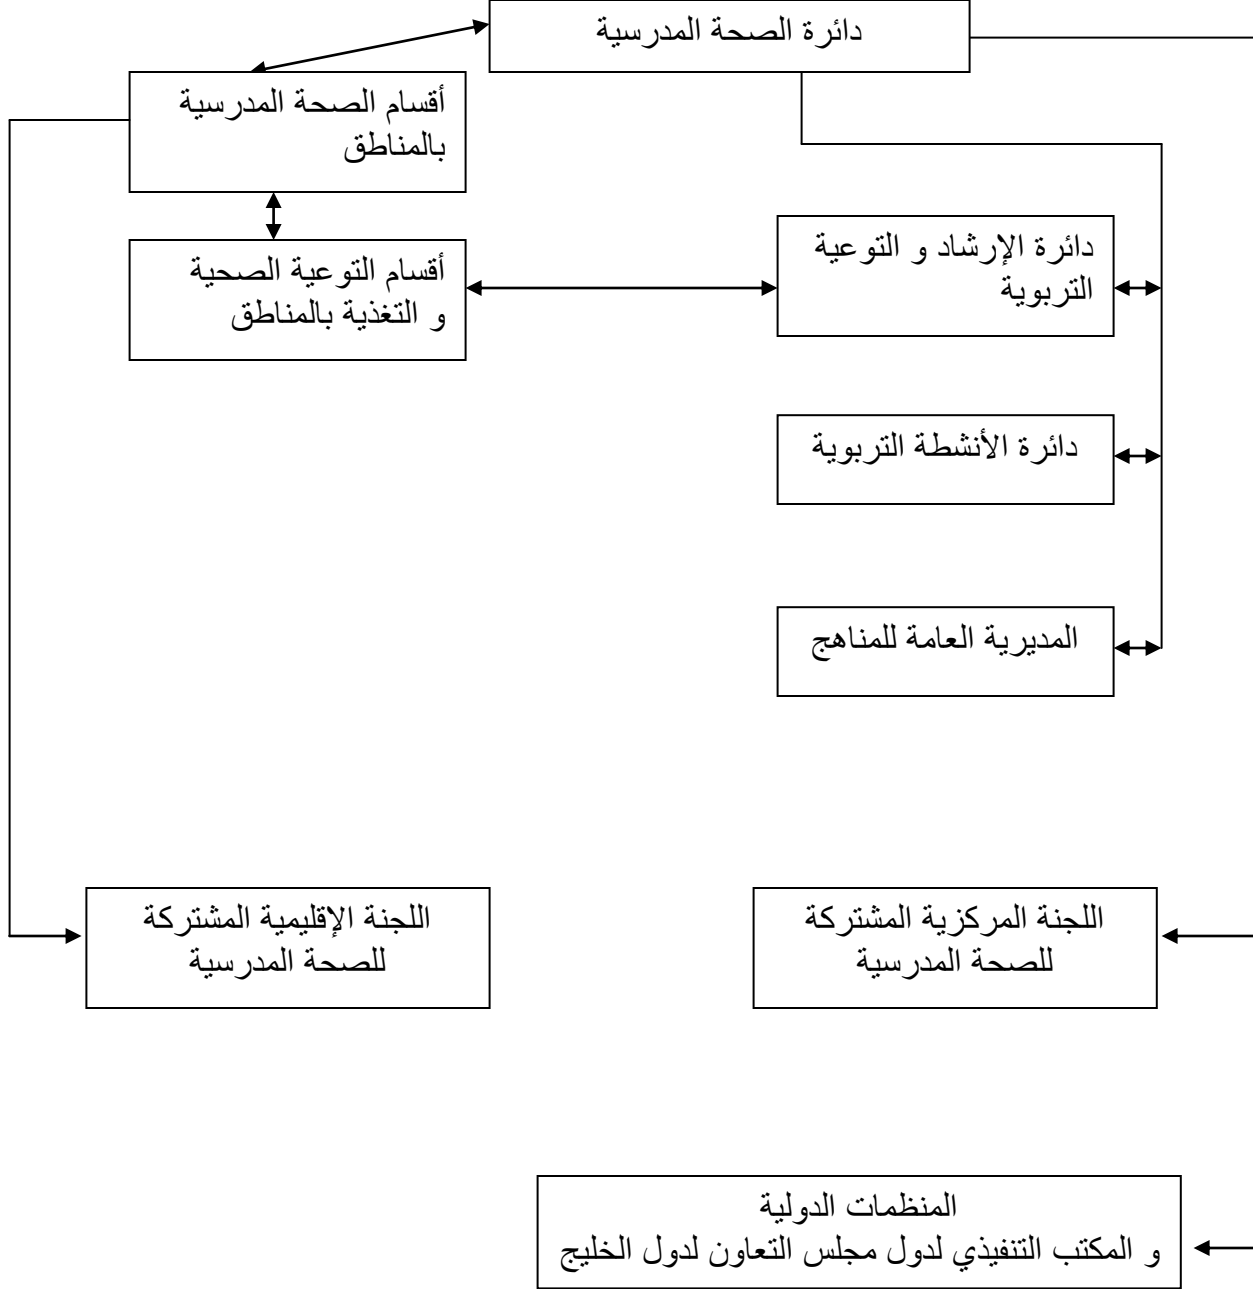 دائرة الصحة المدرسية
أقسام الصحة المدرسية
بالمناطق
دائرة الإرشاد و التوعية
التربوية
أقسام التوعية الصحية
و التغذية بالمناطق
دائرة الأنشطة التربوية
المديرية العامة للمناهج
اللجنة المركزية المشتركة
للصحة المدرسية
اللجنة الإقليمية المشتركة
للصحة المدرسية
المنظمات الدولية
و المكتب التنفيذي لدول مجلس التعاون لدول الخليج